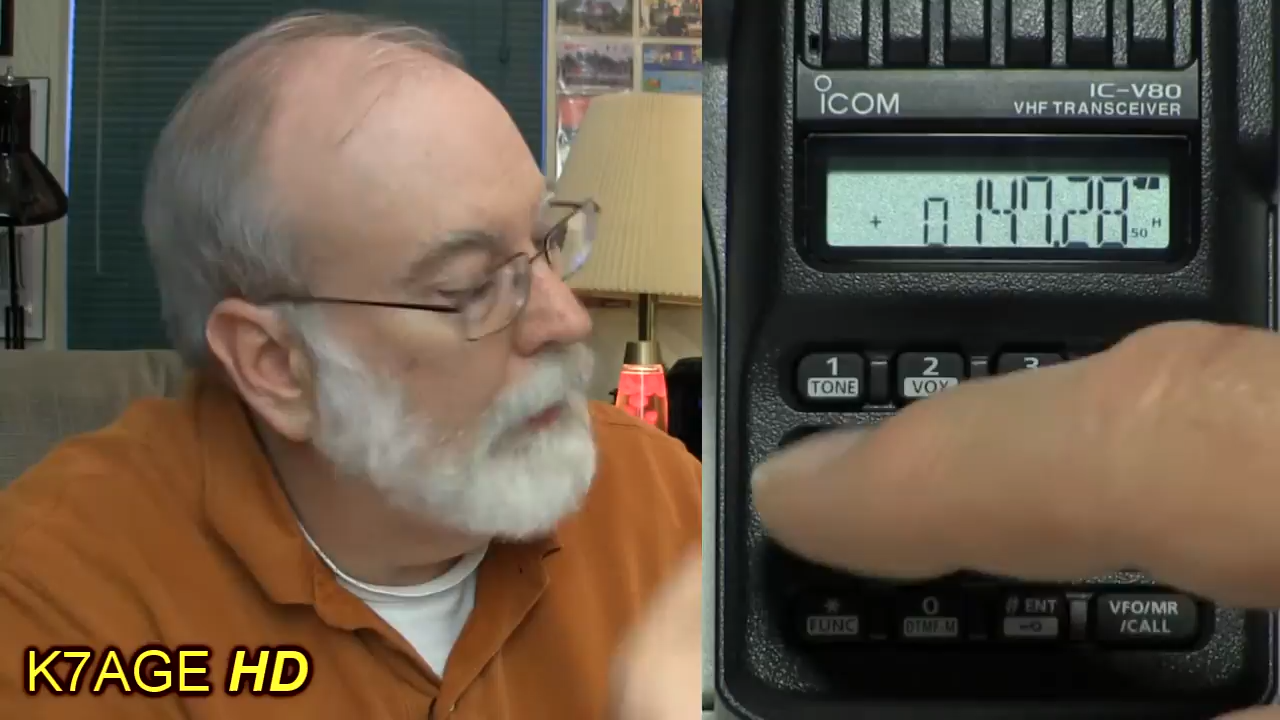 K7AGE HD
ICOM
IC-V80
VHF TRANSCEIVER
+ 0 147.28 50 H
1
TONE
2
VOX
3
*
FUNC
0
DTMF-M
# ENT
VFO/MR
/CALL